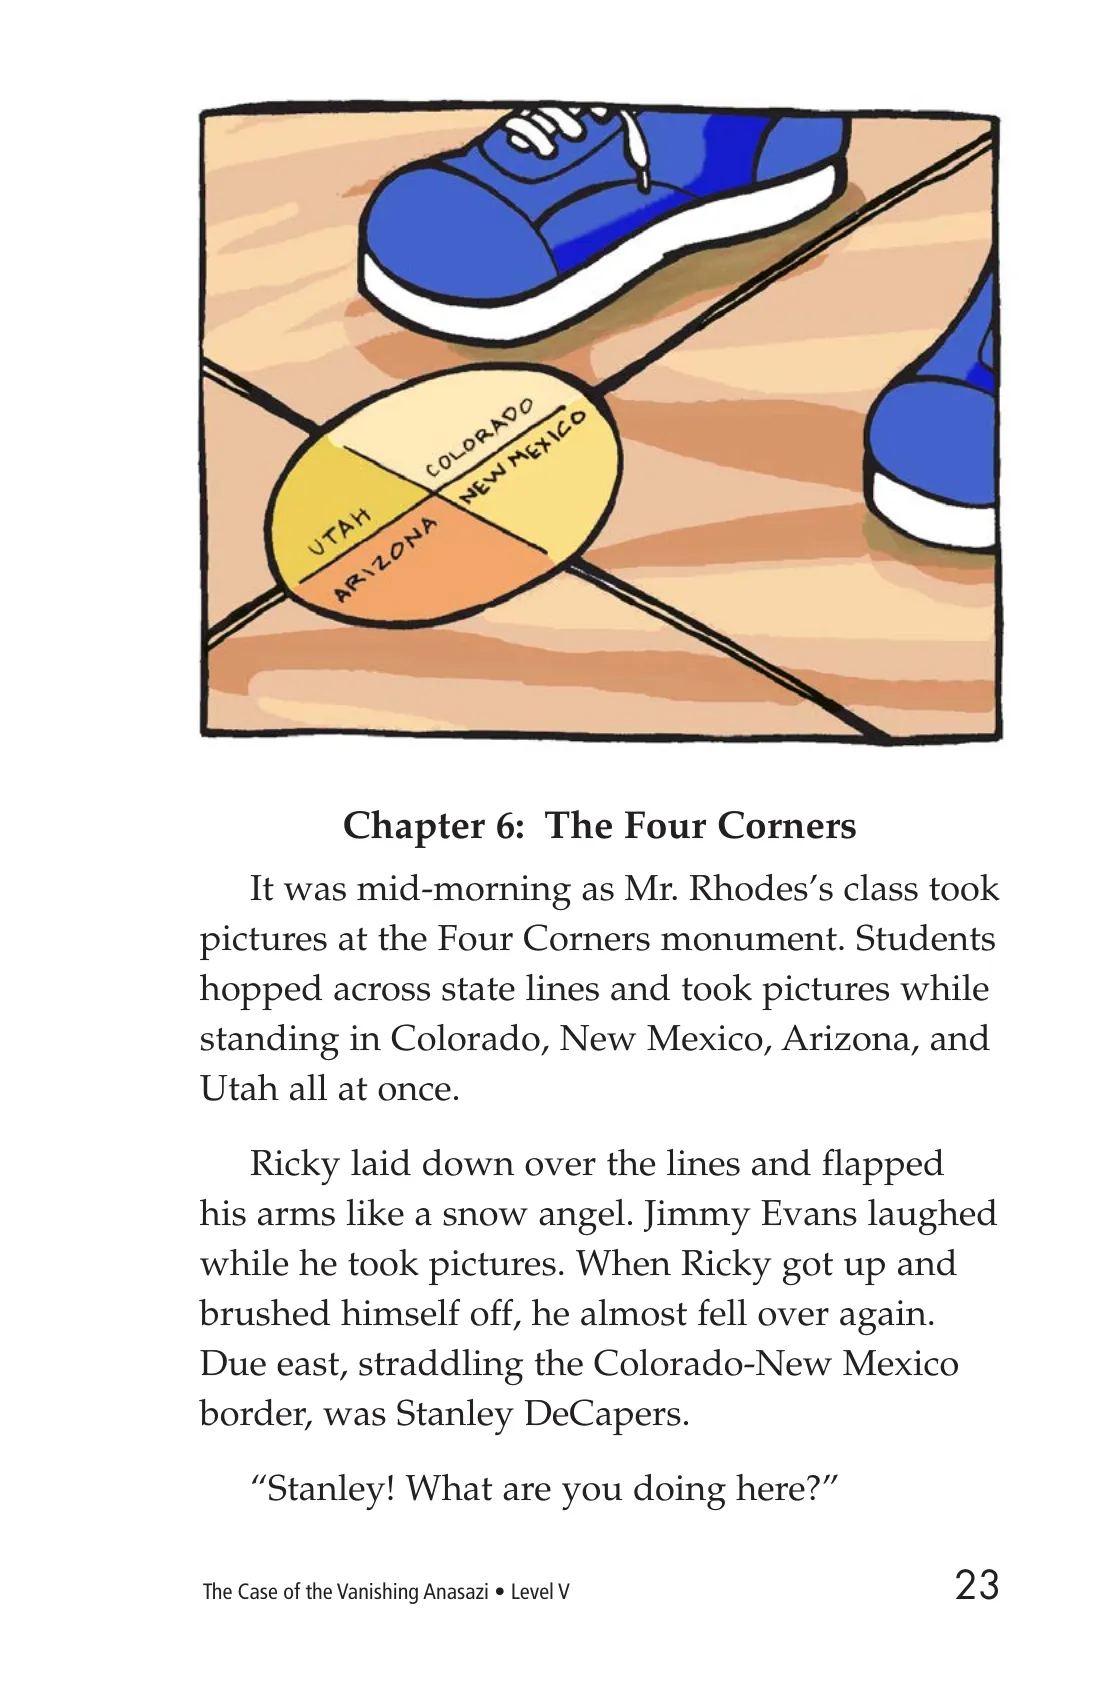 COLORADO
NEW MEXICO
UTAH
ARIZONA
Chapter 6:  The Four Corners
It was mid-morning as Mr. Rhodes’s class took
pictures at the Four Corners monument. Students
hopped across state lines and took pictures while
standing in Colorado, New Mexico, Arizona, and
Utah all at once.
Ricky laid down over the lines and flapped
his arms like a snow angel. Jimmy Evans laughed
while he took pictures. When Ricky got up and
brushed himself off, he almost fell over again.
Due east, straddling the Colorado-New Mexico
border, was Stanley DeCapers.
“Stanley! What are you doing here?”
The Case of the Vanishing Anasazi • Level V
23